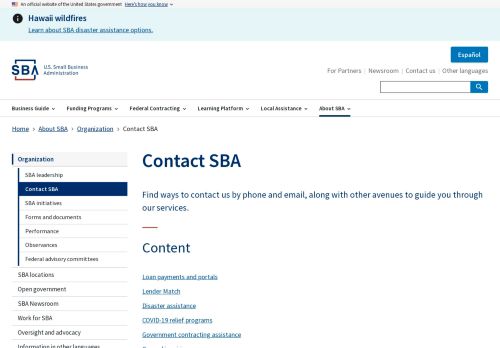 An official website of the United States government Here's how you know
Hawaii wildfires
Learn about SBA disaster assistance options.
Español
SBA
U.S. Small Business
Administration
For Partners Newsroom Contact us Other languages
Business Guide Funding Programs Federal Contracting Learning Platform Local Assistance About SBA
Home About SBA Organization Contact SBA
Organization
SBA leadership
Contact SBA
SBA initiatives
Forms and documents
Performance
Observances
Federal advisory committees
SBA locations
Open government
SBA Newsroom
Work for SBA
Oversight and advocacy
Information in other languages
Contact SBA
Find ways to contact us by phone and email, along with other avenues to guide you through
our services.
Content
Loan payments and portals
Lender Match
Disaster assistance
COVID-19 relief programs
Government contracting assistance